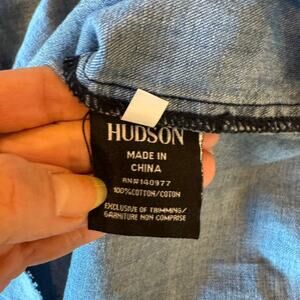 HUDSON
MADE IN
CHINA
RN#140977
100%COTTON/COTON
EXCLUSIVE OF TRIMMING/
GARNITURE NON COMPRISE